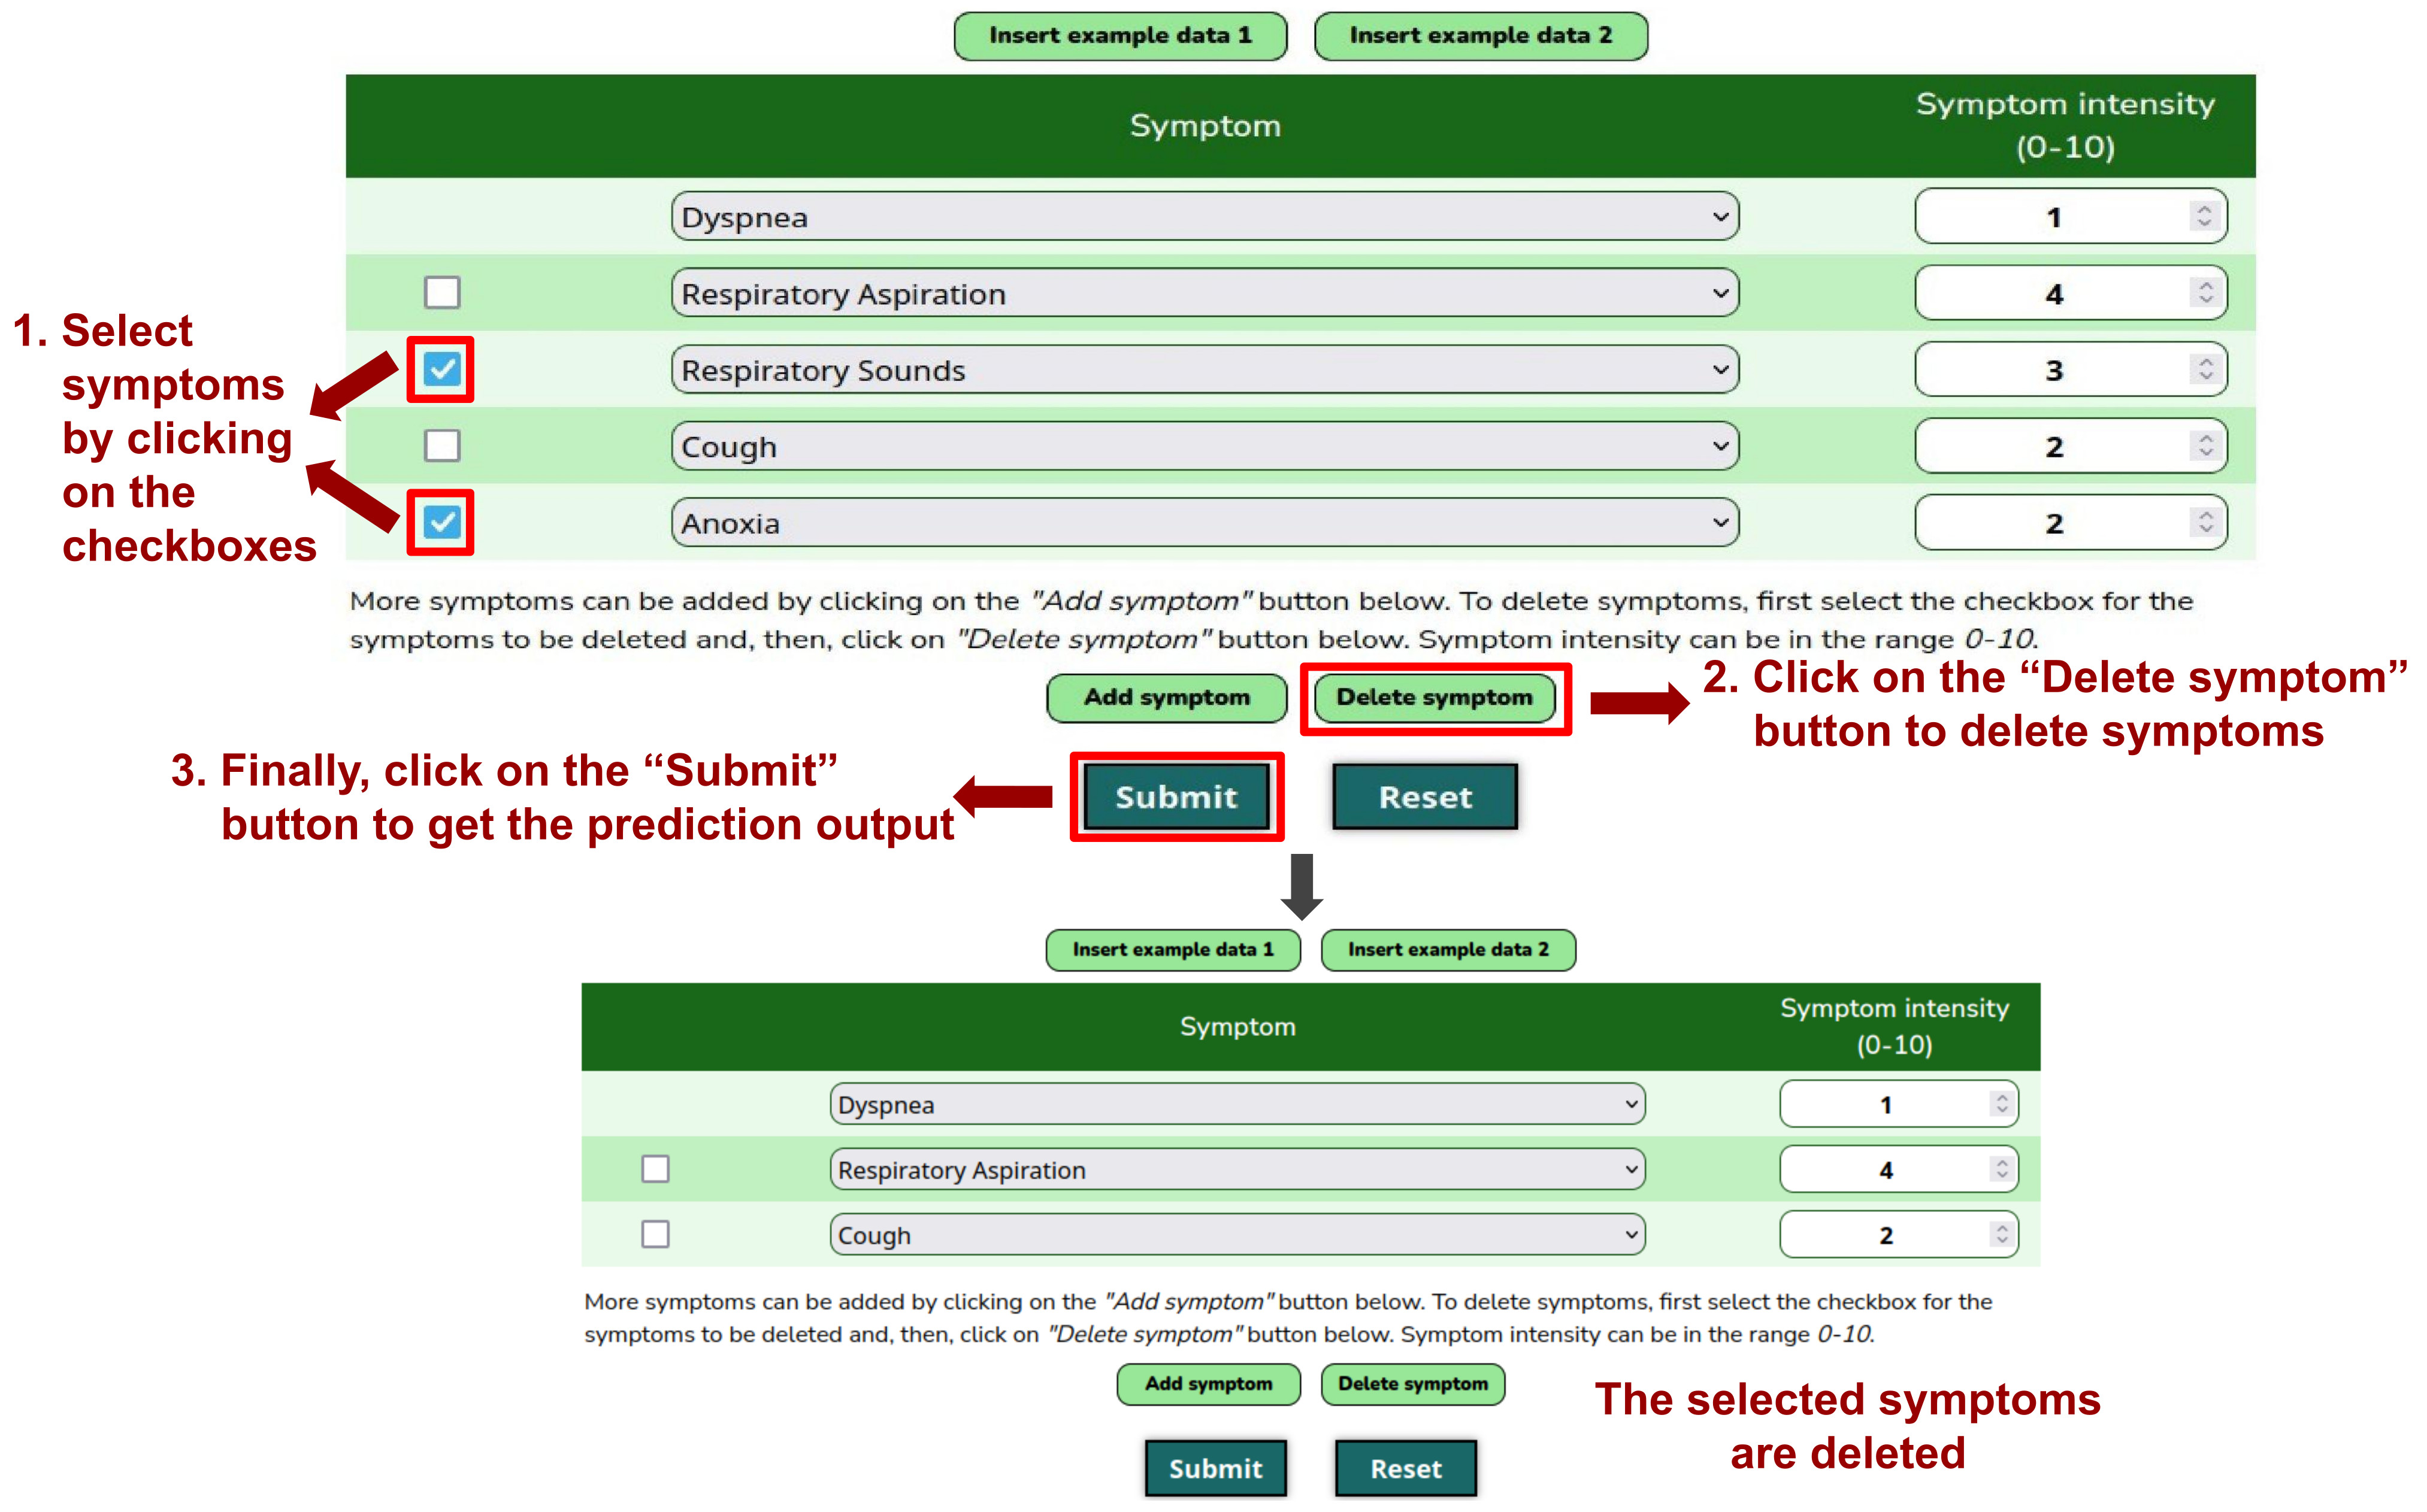 Insert example data 1 Insert example data 2
Symptom Symptom intensity
(0-10)
Dyspnea 1
Respiratory Aspiration 4
Respiratory Sounds 3
Cough 2
Anoxia 2
1. Select
symptoms
by clicking
on the
checkboxes
More symptoms can be added by clicking on the "Add symptom" button below. To delete symptoms, first select the checkbox for the
symptoms to be deleted and, then, click on "Delete symptom" button below. Symptom intensity can be in the range 0-10.
Add symptom Delete symptom
2. Click on the “Delete symptom”
button to delete symptoms
3. Finally, click on the “Submit”
button to get the prediction output
Submit Reset
Insert example data 1 Insert example data 2
Symptom Symptom intensity
(0-10)
Dyspnea 1
Respiratory Aspiration 4
Cough 2
More symptoms can be added by clicking on the "Add symptom" button below. To delete symptoms, first select the checkbox for the
symptoms to be deleted and, then, click on "Delete symptom" button below. Symptom intensity can be in the range 0-10.
Add symptom Delete symptom
The selected symptoms
are deleted
Submit Reset